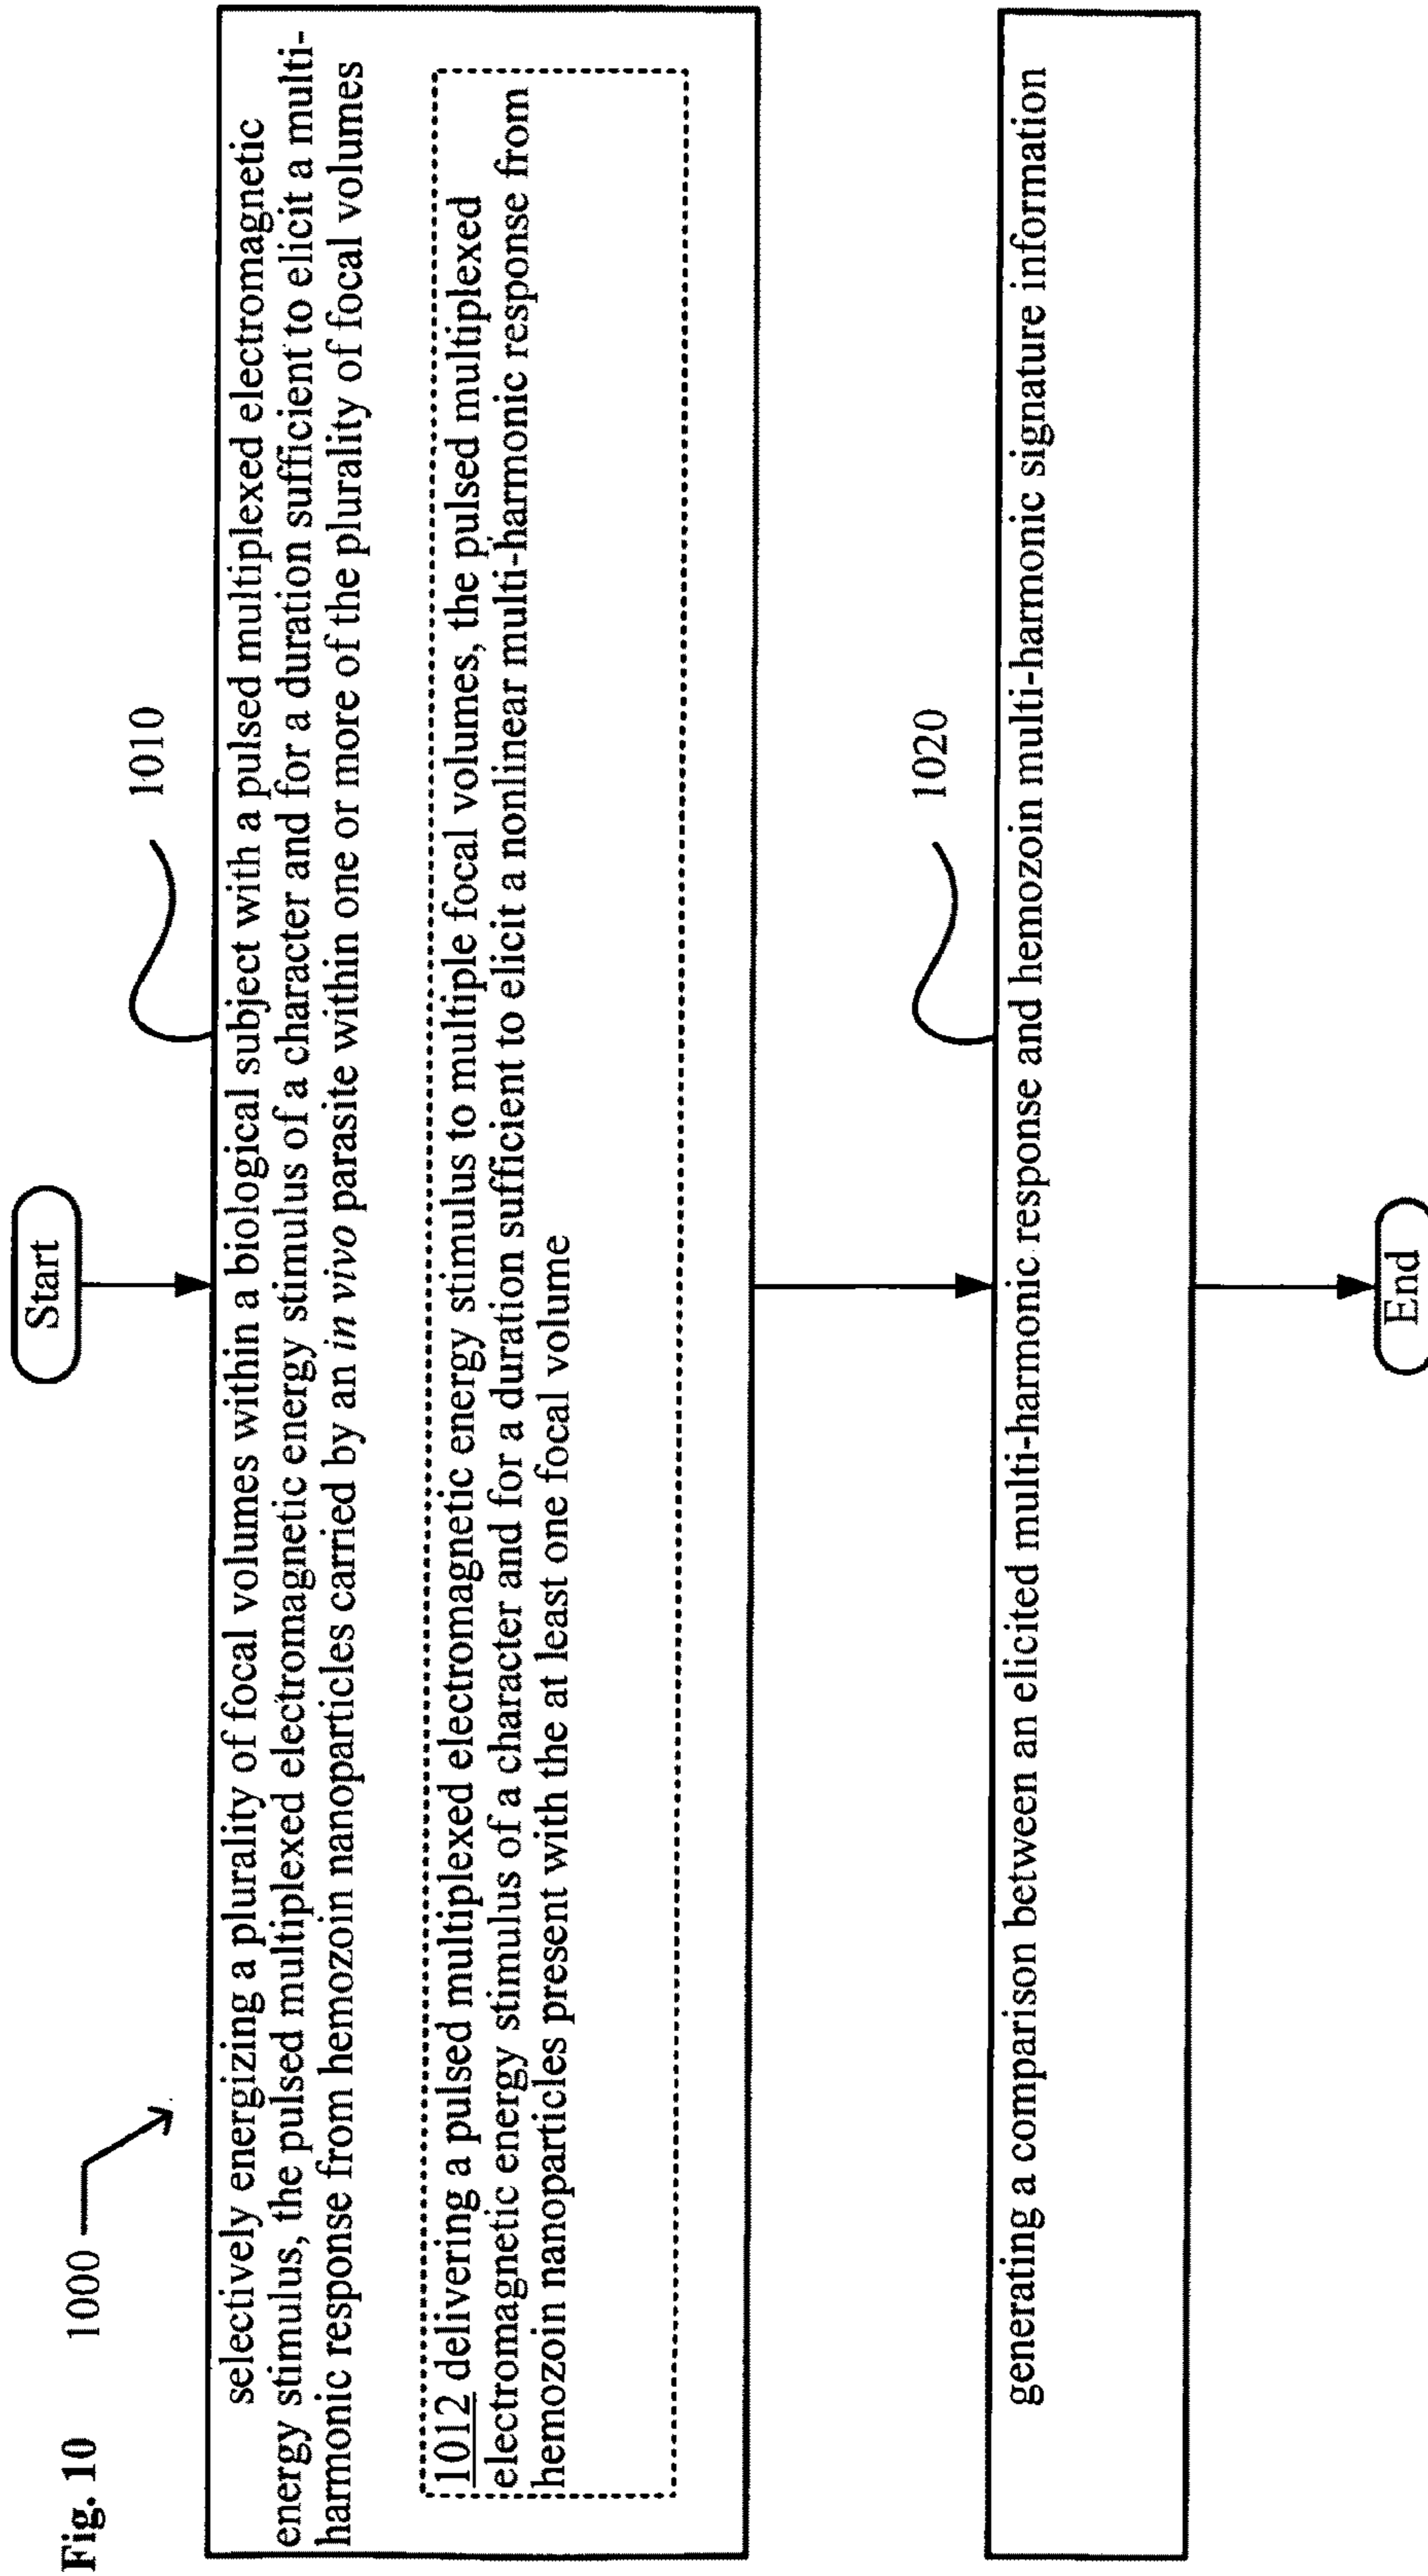 Fig. 10
1000
Start
1010
selectively energizing a plurality of focal volumes within a biological subject with a pulsed multiplexed electromagnetic
energy stimulus, the pulsed multiplexed electromagnetic energy stimulus of a character and for a duration sufficient to elicit a multi-
harmonic response from hemozoin nanoparticles carried by an in vivo parasite within one or more of the plurality of focal volumes
1012 delivering a pulsed multiplexed electromagnetic energy stimulus to multiple focal volumes, the pulsed multiplexed
electromagnetic energy stimulus of a character and for a duration sufficient to elicit a nonlinear multi-harmonic response from
hemozoin nanoparticles present with the at least one focal volume
1020
generating a comparison between an elicited multi-harmonic response and hemozoin multi-harmonic signature information
End